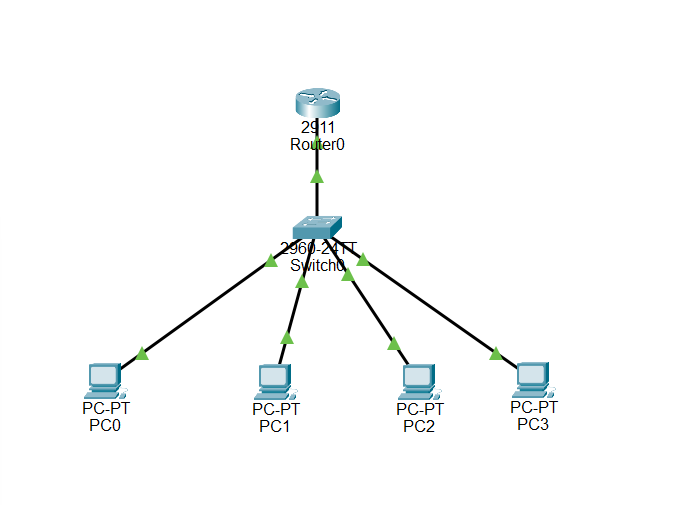 2911
Router0
2960-24TT
Switch0
PC-PT
PC0
PC-PT
PC1
PC-PT
PC2
PC-PT
PC3